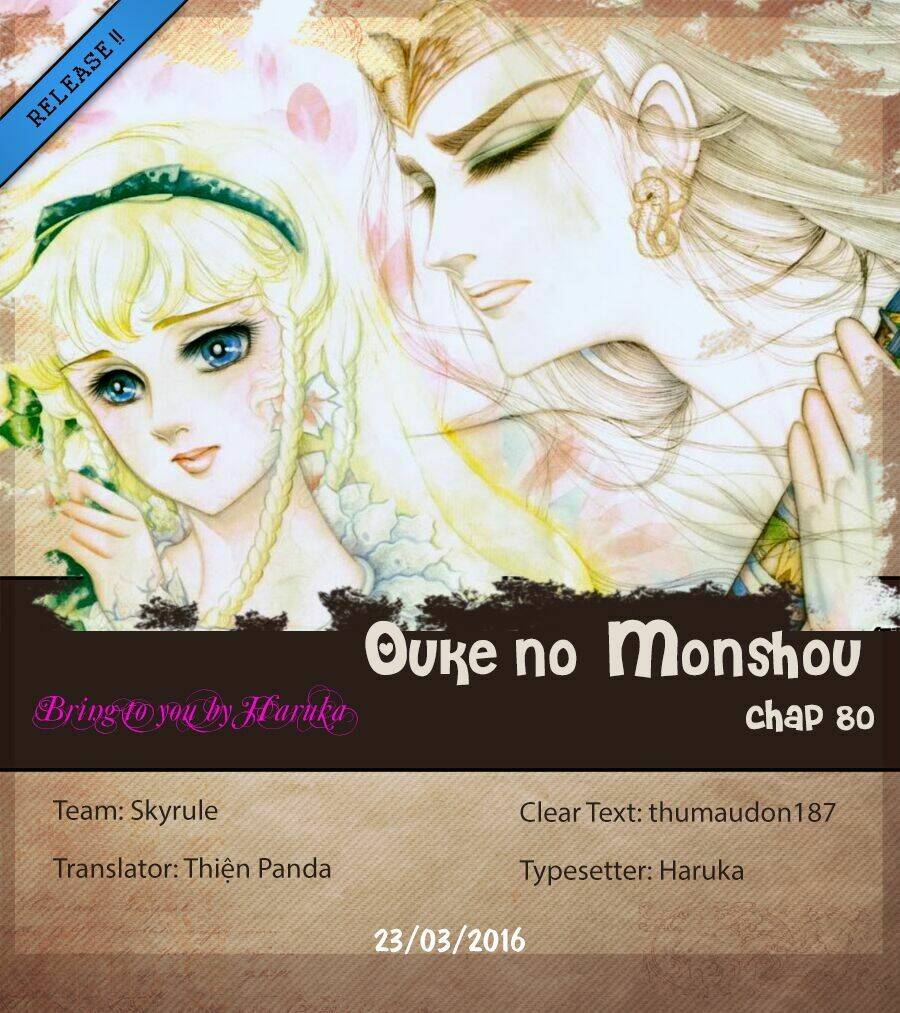 RELEASE !!
Ouke no Monshou
Bring to you by Haruka
chap 80
Team: Skyrule
Clear Text: thumaudon187
Translator: Thiện Panda
Typesetter: Haruka
23/03/2016